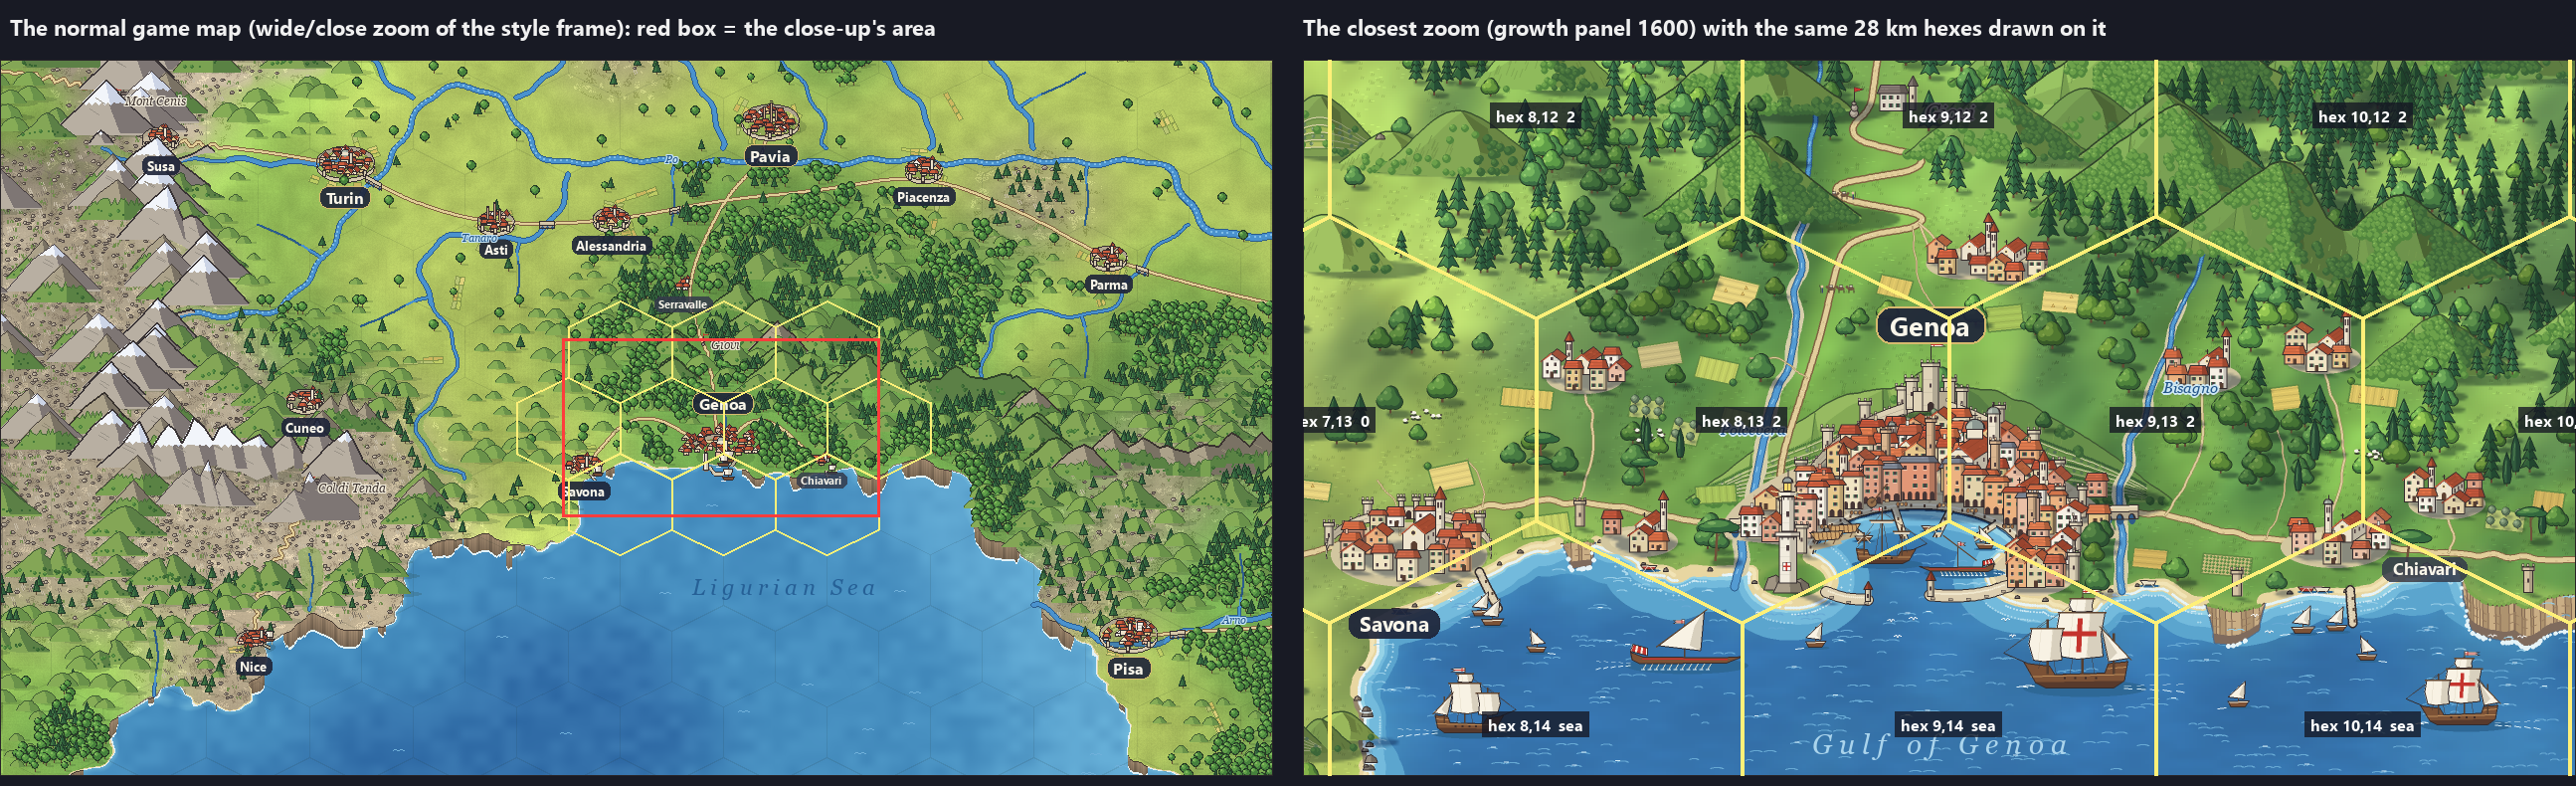 The normal game map (wide/close zoom of the style frame): red box = the close-up's area
Mont Cenis
Susa
Turin
Pavia
Po
Piacenza
Tanaro
Asti
Alessandria
Parma
Serravalle
Giovi
Genoa
Cuneo
Col di Tenda
Savona
Chiavari
Ligurian Sea
Nice
Arno
Pisa
The closest zoom (growth panel 1600) with the same 28 km hexes drawn on it
hex 8,12 2
hex 9,12 2
hex 10,12 2
Genoa
Bisagno
ex 7,13 0
hex 8,13 2
hex 9,13 2
hex 10,
Chiavari
Savona
hex 8,14 sea
hex 9,14 sea
hex 10,14 sea
Gulf of Genoa